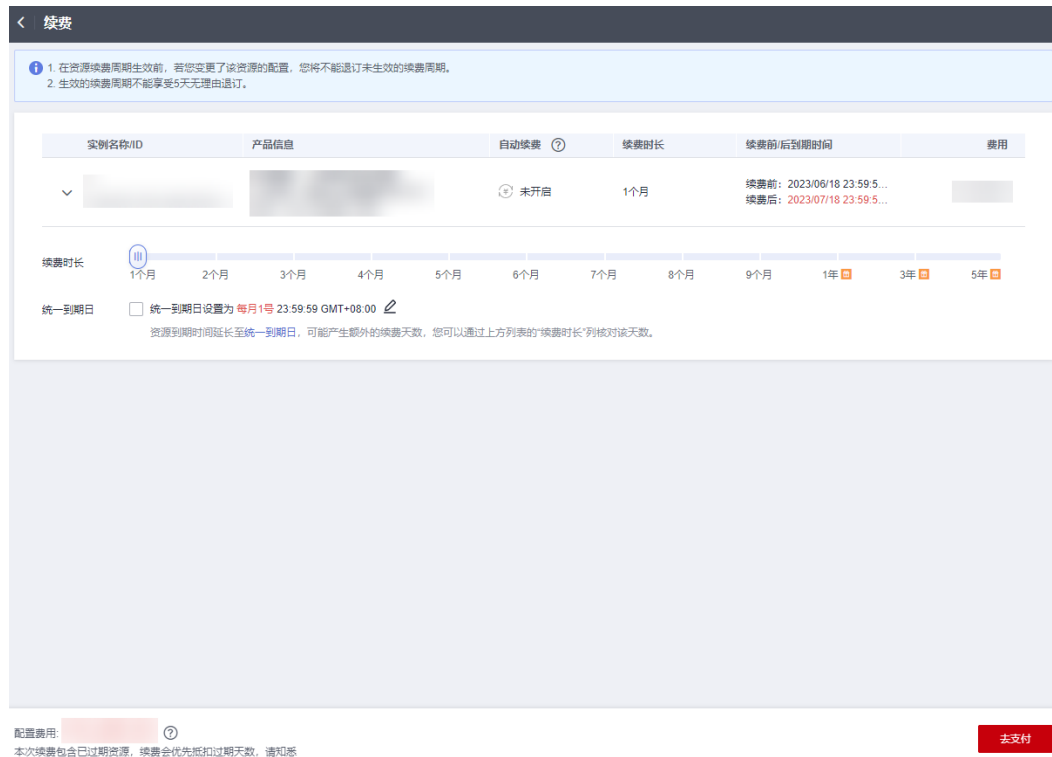 续费
1. 在资源续费周期生效前，若您变更了该资源的配置，您将不能退订未生效的续费周期。
2. 生效的续费周期不能享受5天无理由退订。
实例名称/ID 产品信息 自动续费 续费时长 续费前/后到期时间 费用
未开启 1个月 续费前：2023/06/18 23:59:5...
续费后：2023/07/18 23:59:5...
续费时长
1个月 2个月 3个月 4个月 5个月 6个月 7个月 8个月 9个月 1年 3年 5年
统一到期日 统一到期日设置为 每月1号 23:59:59 GMT+08:00
资源到期时间延长至统一到期日，可能产生额外的续费天数，您可以通过上方列表的“续费时长”列核对该天数。
配置费用:
去支付
本次续费包含已过期资源，续费会优先抵扣过期天数，请知悉